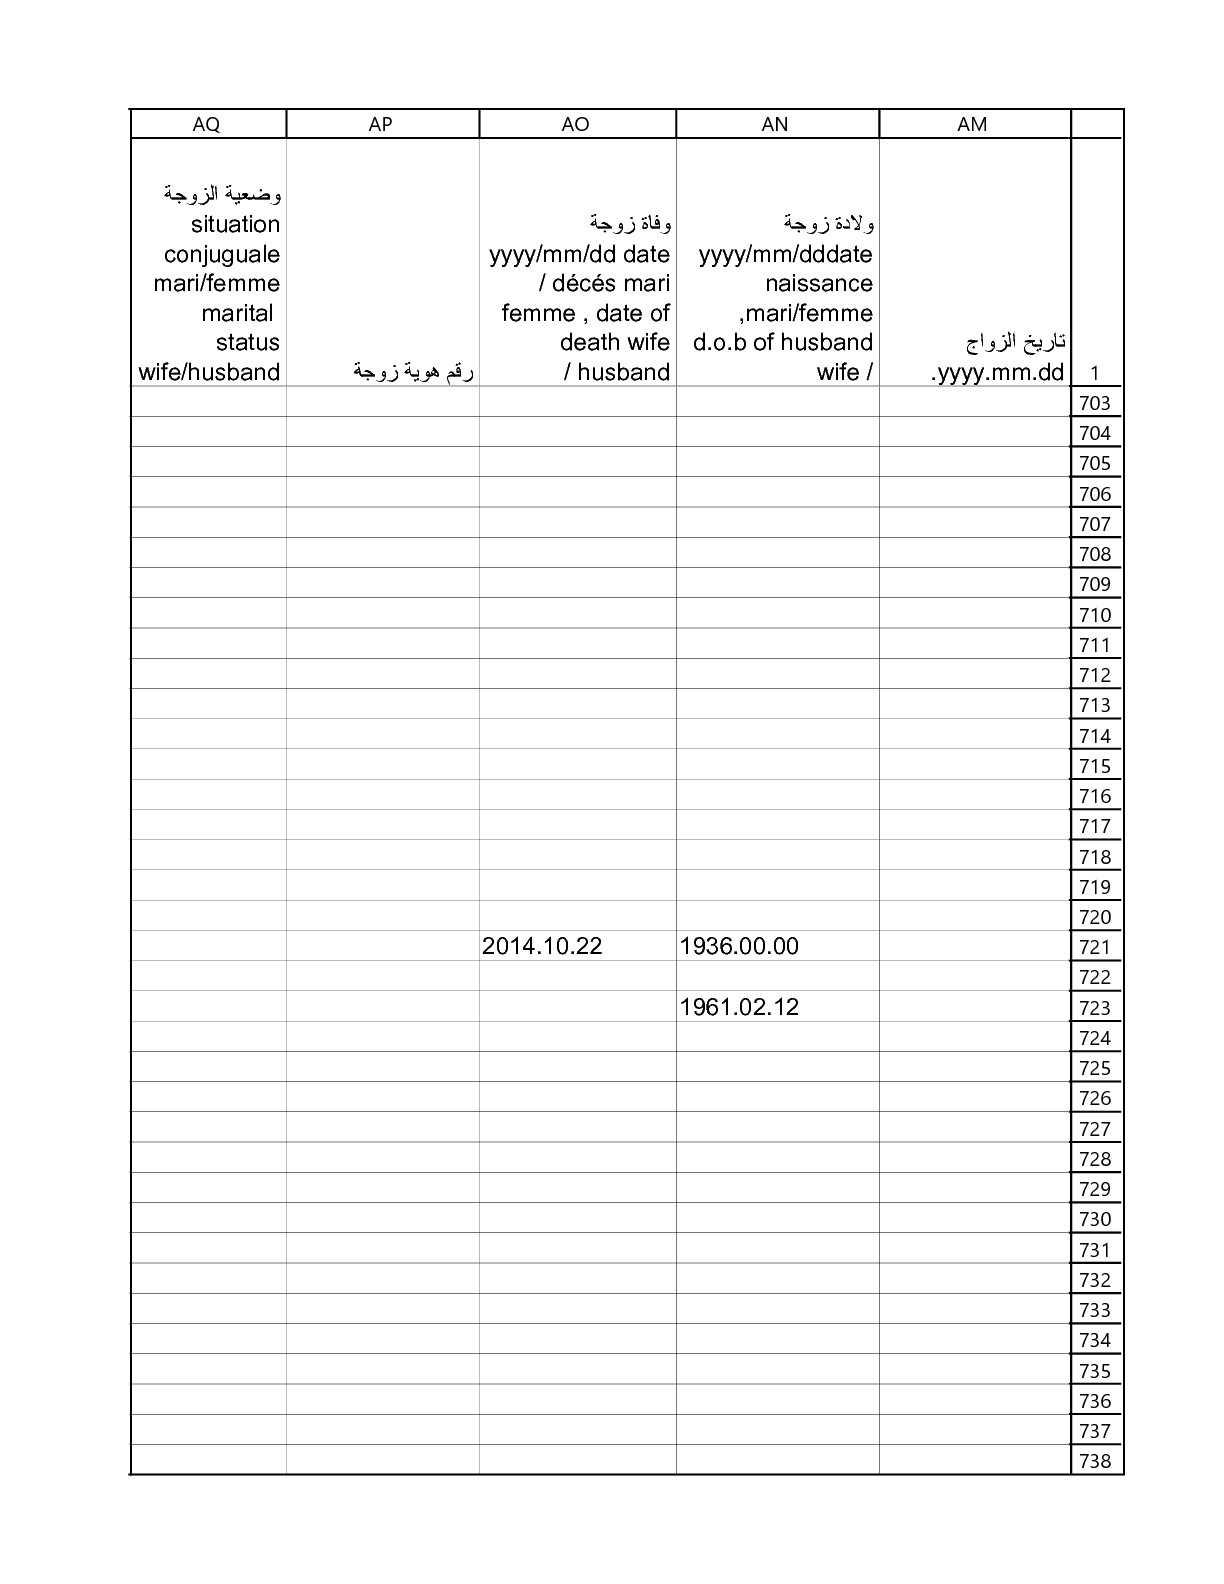 AQ AP AO AN AM
وضعية الزوجة
situation
conjuguale
mari/femme
marital
status
wife/husband
رقم هوية زوجة
وفاة زوجة
yyyy/mm/dd date
/ décés mari
femme , date of
death wife
/ husband
ولادة زوجة
yyyy/mm/dddate
naissance
,mari/femme
d.o.b of husband
wife /
تاريخ الزواج
.yyyy.mm.dd
1
703
704
705
706
707
708
709
710
711
712
713
714
715
716
717
718
719
720
2014.10.22 1936.00.00 721
722
1961.02.12 723
724
725
726
727
728
729
730
731
732
733
734
735
736
737
738